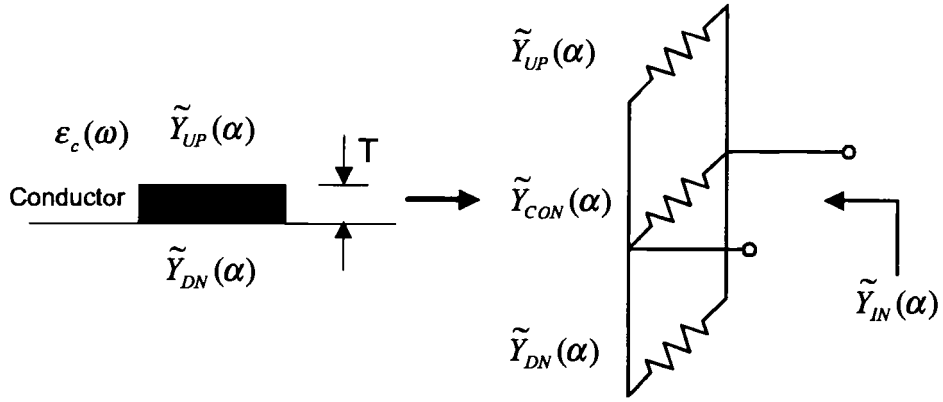 ε_c(ω)
Ỹ_UP(α)
T
Conductor
Ỹ_DN(α)
Ỹ_UP(α)
Ỹ_CON(α)
Ỹ_DN(α)
Ỹ_IN(α)